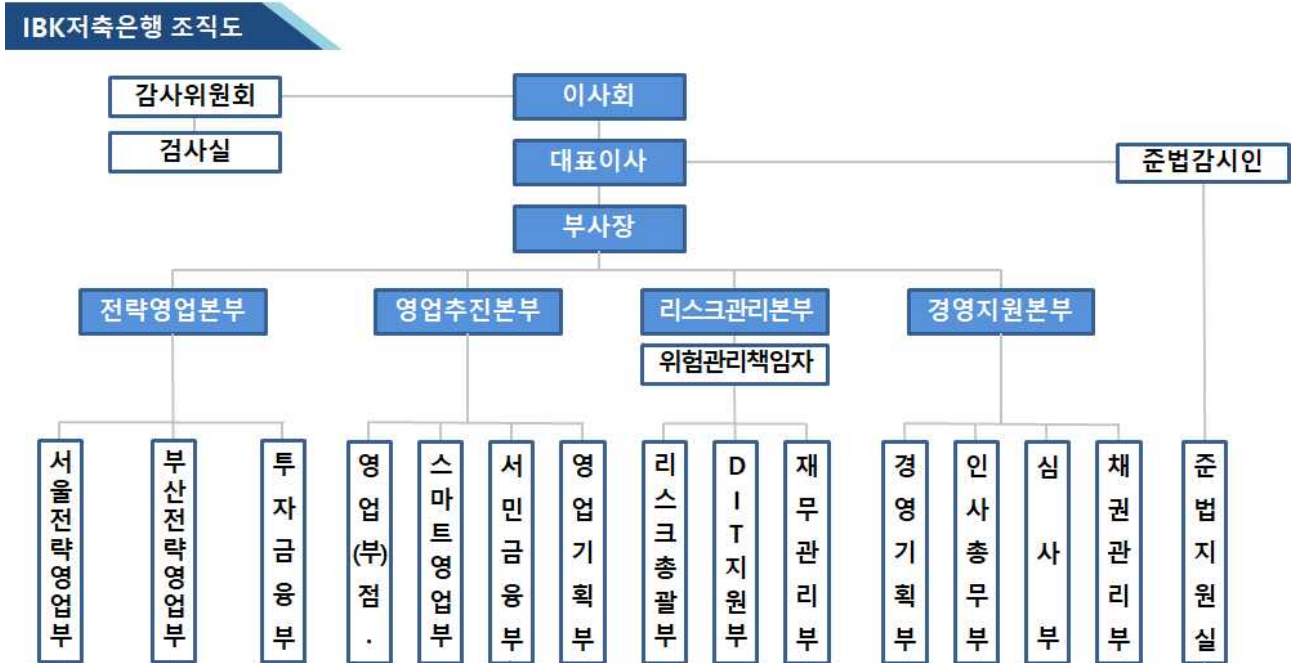 IBK저축은행 조직도
감사위원회
이사회
검사실
대표이사
준법감시인
부사장
전략영업본부
영업추진본부
리스크관리본부
경영지원본부
위험관리책임자
서울전략영업부
부산전략영업부
투자금융부
영업(부)점.
스마트영업부
서민금융부
영업기획부
리스크총괄부
DIT지원부
재무관리부
경영기획부
인사총무부
심사부
채권관리부
준법지원실